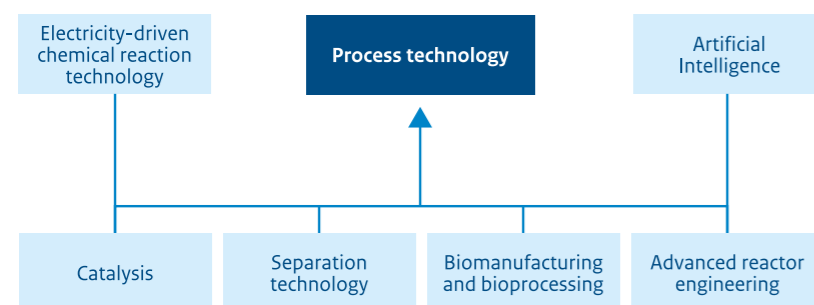 Electricity-driven
chemical reaction
technology
Process technology
Artificial
Intelligence
Catalysis
Separation
technology
Biomanufacturing
and bioprocessing
Advanced reactor
engineering